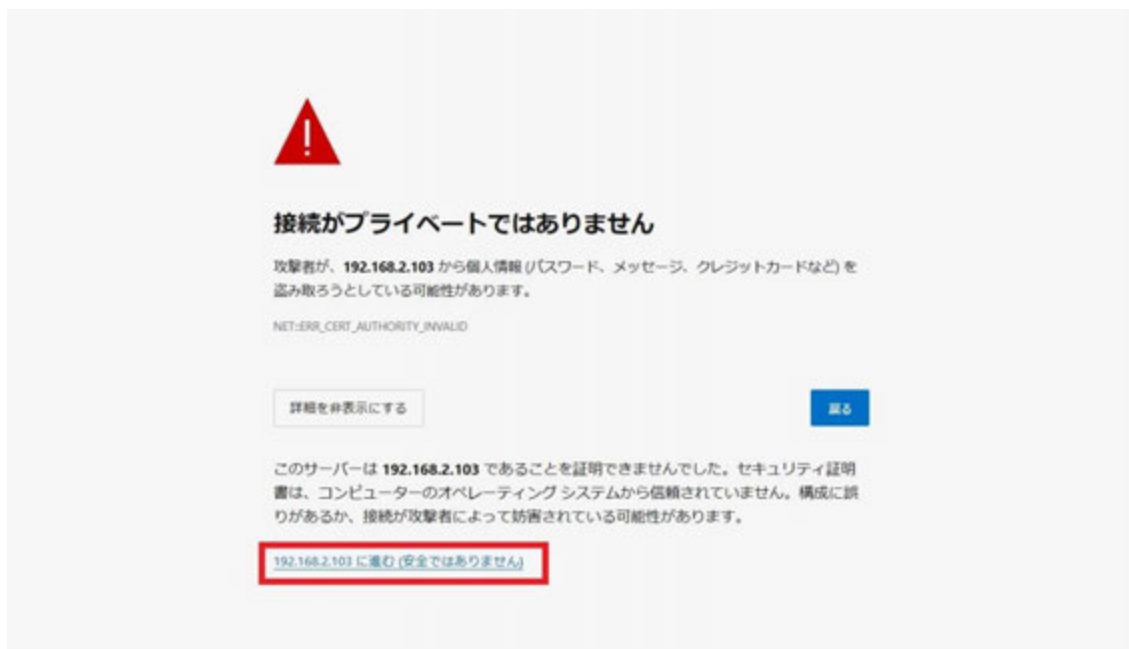 接続がプライベートではありません
攻撃者が、192.168.2.103 から個人情報 (パスワード、メッセージ、クレジットカードなど) を
盗み取ろうとしている可能性があります。
NET::ERR_CERT_AUTHORITY_INVALID
詳細を非表示にする
戻る
このサーバーは 192.168.2.103 であることを証明できませんでした。セキュリティ証明
書は、コンピューターのオペレーティング システムから信頼されていません。構成に誤
りがあるか、接続が攻撃者によって妨害されている可能性があります。
192.168.2.103 に進む (安全ではありません)